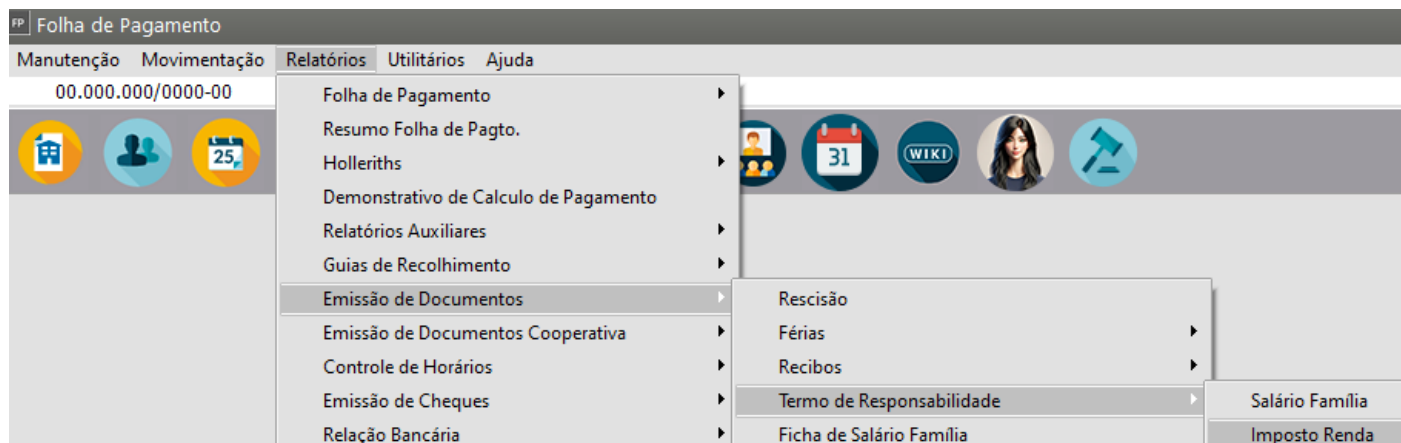 FP Folha de Pagamento
Manutenção Movimentação Relatórios Utilitários Ajuda
00.000.000/0000-00
Folha de Pagamento
Resumo Folha de Pagto.
25
31
WIKI
Holleriths
Demonstrativo de Calculo de Pagamento
Relatórios Auxiliares
Guias de Recolhimento
Emissão de Documentos
Rescisão
Emissão de Documentos Cooperativa
Férias
Controle de Horários
Recibos
Emissão de Cheques
Termo de Responsabilidade
Salário Família
Relação Bancária
Ficha de Salário Família
Imposto Renda